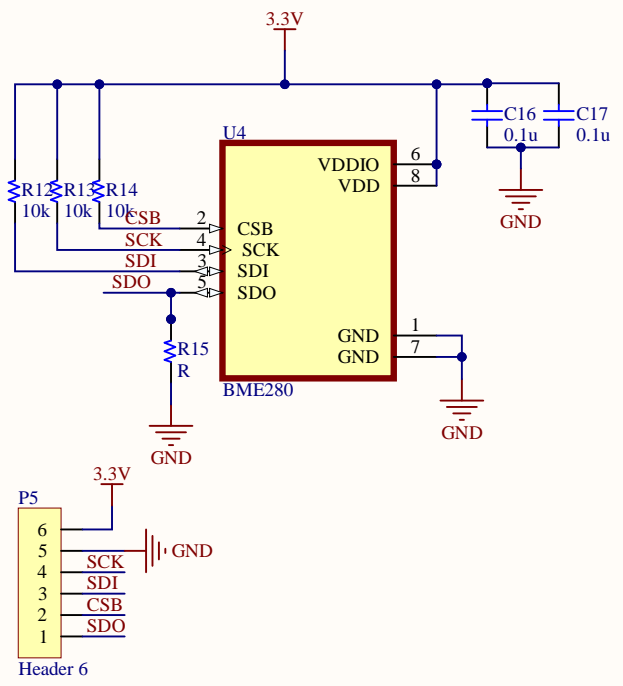 3.3V
U4
C16
0.1u
C17
0.1u
R12
10k
R13
10k
R14
10k
CSB
SCK
SDI
SDO
2
4
3
5
CSB
SCK
SDI
SDO
VDDIO
VDD
6
8
GND
GND
GND
1
7
R15
R
BME280
GND
GND
3.3V
P5
6
5
4
3
2
1
GND
SCK
SDI
CSB
SDO
Header 6